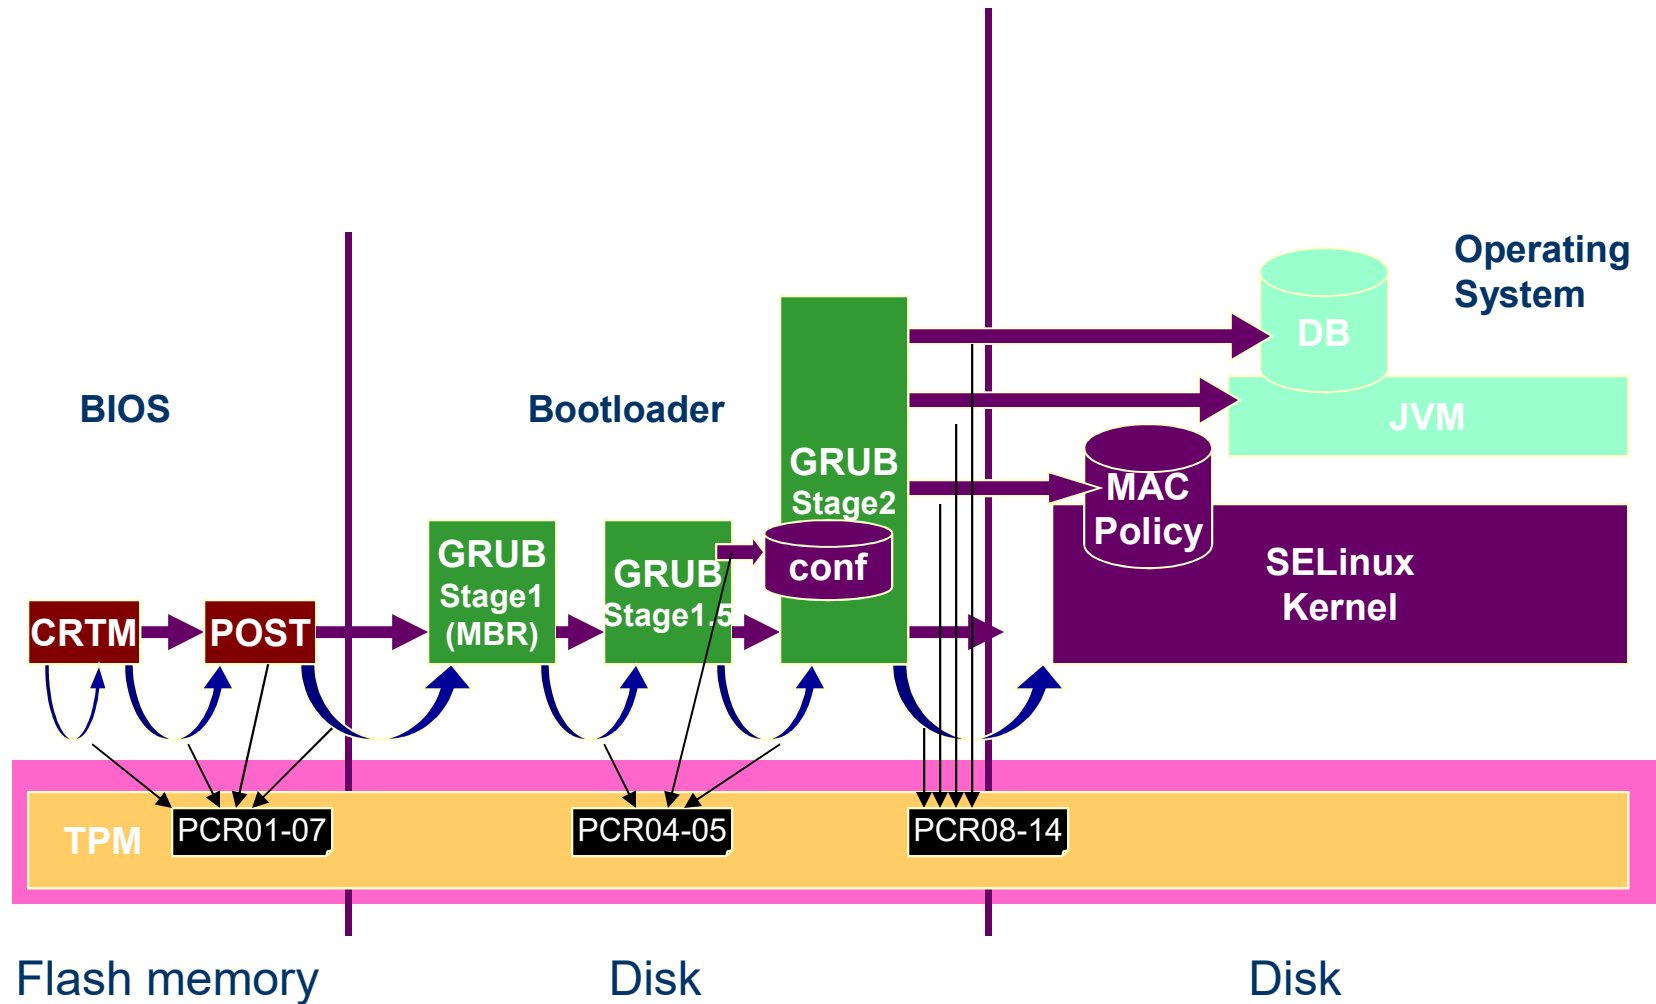 Operating
System
DB
BIOS
Bootloader
JVM
GRUB
Stage2
MAC
Policy
GRUB
Stage1
(MBR)
GRUB
Stage1.5
conf
SELinux
Kernel
CRTM
POST
TPM
PCR01-07
PCR04-05
PCR08-14
Flash memory
Disk
Disk